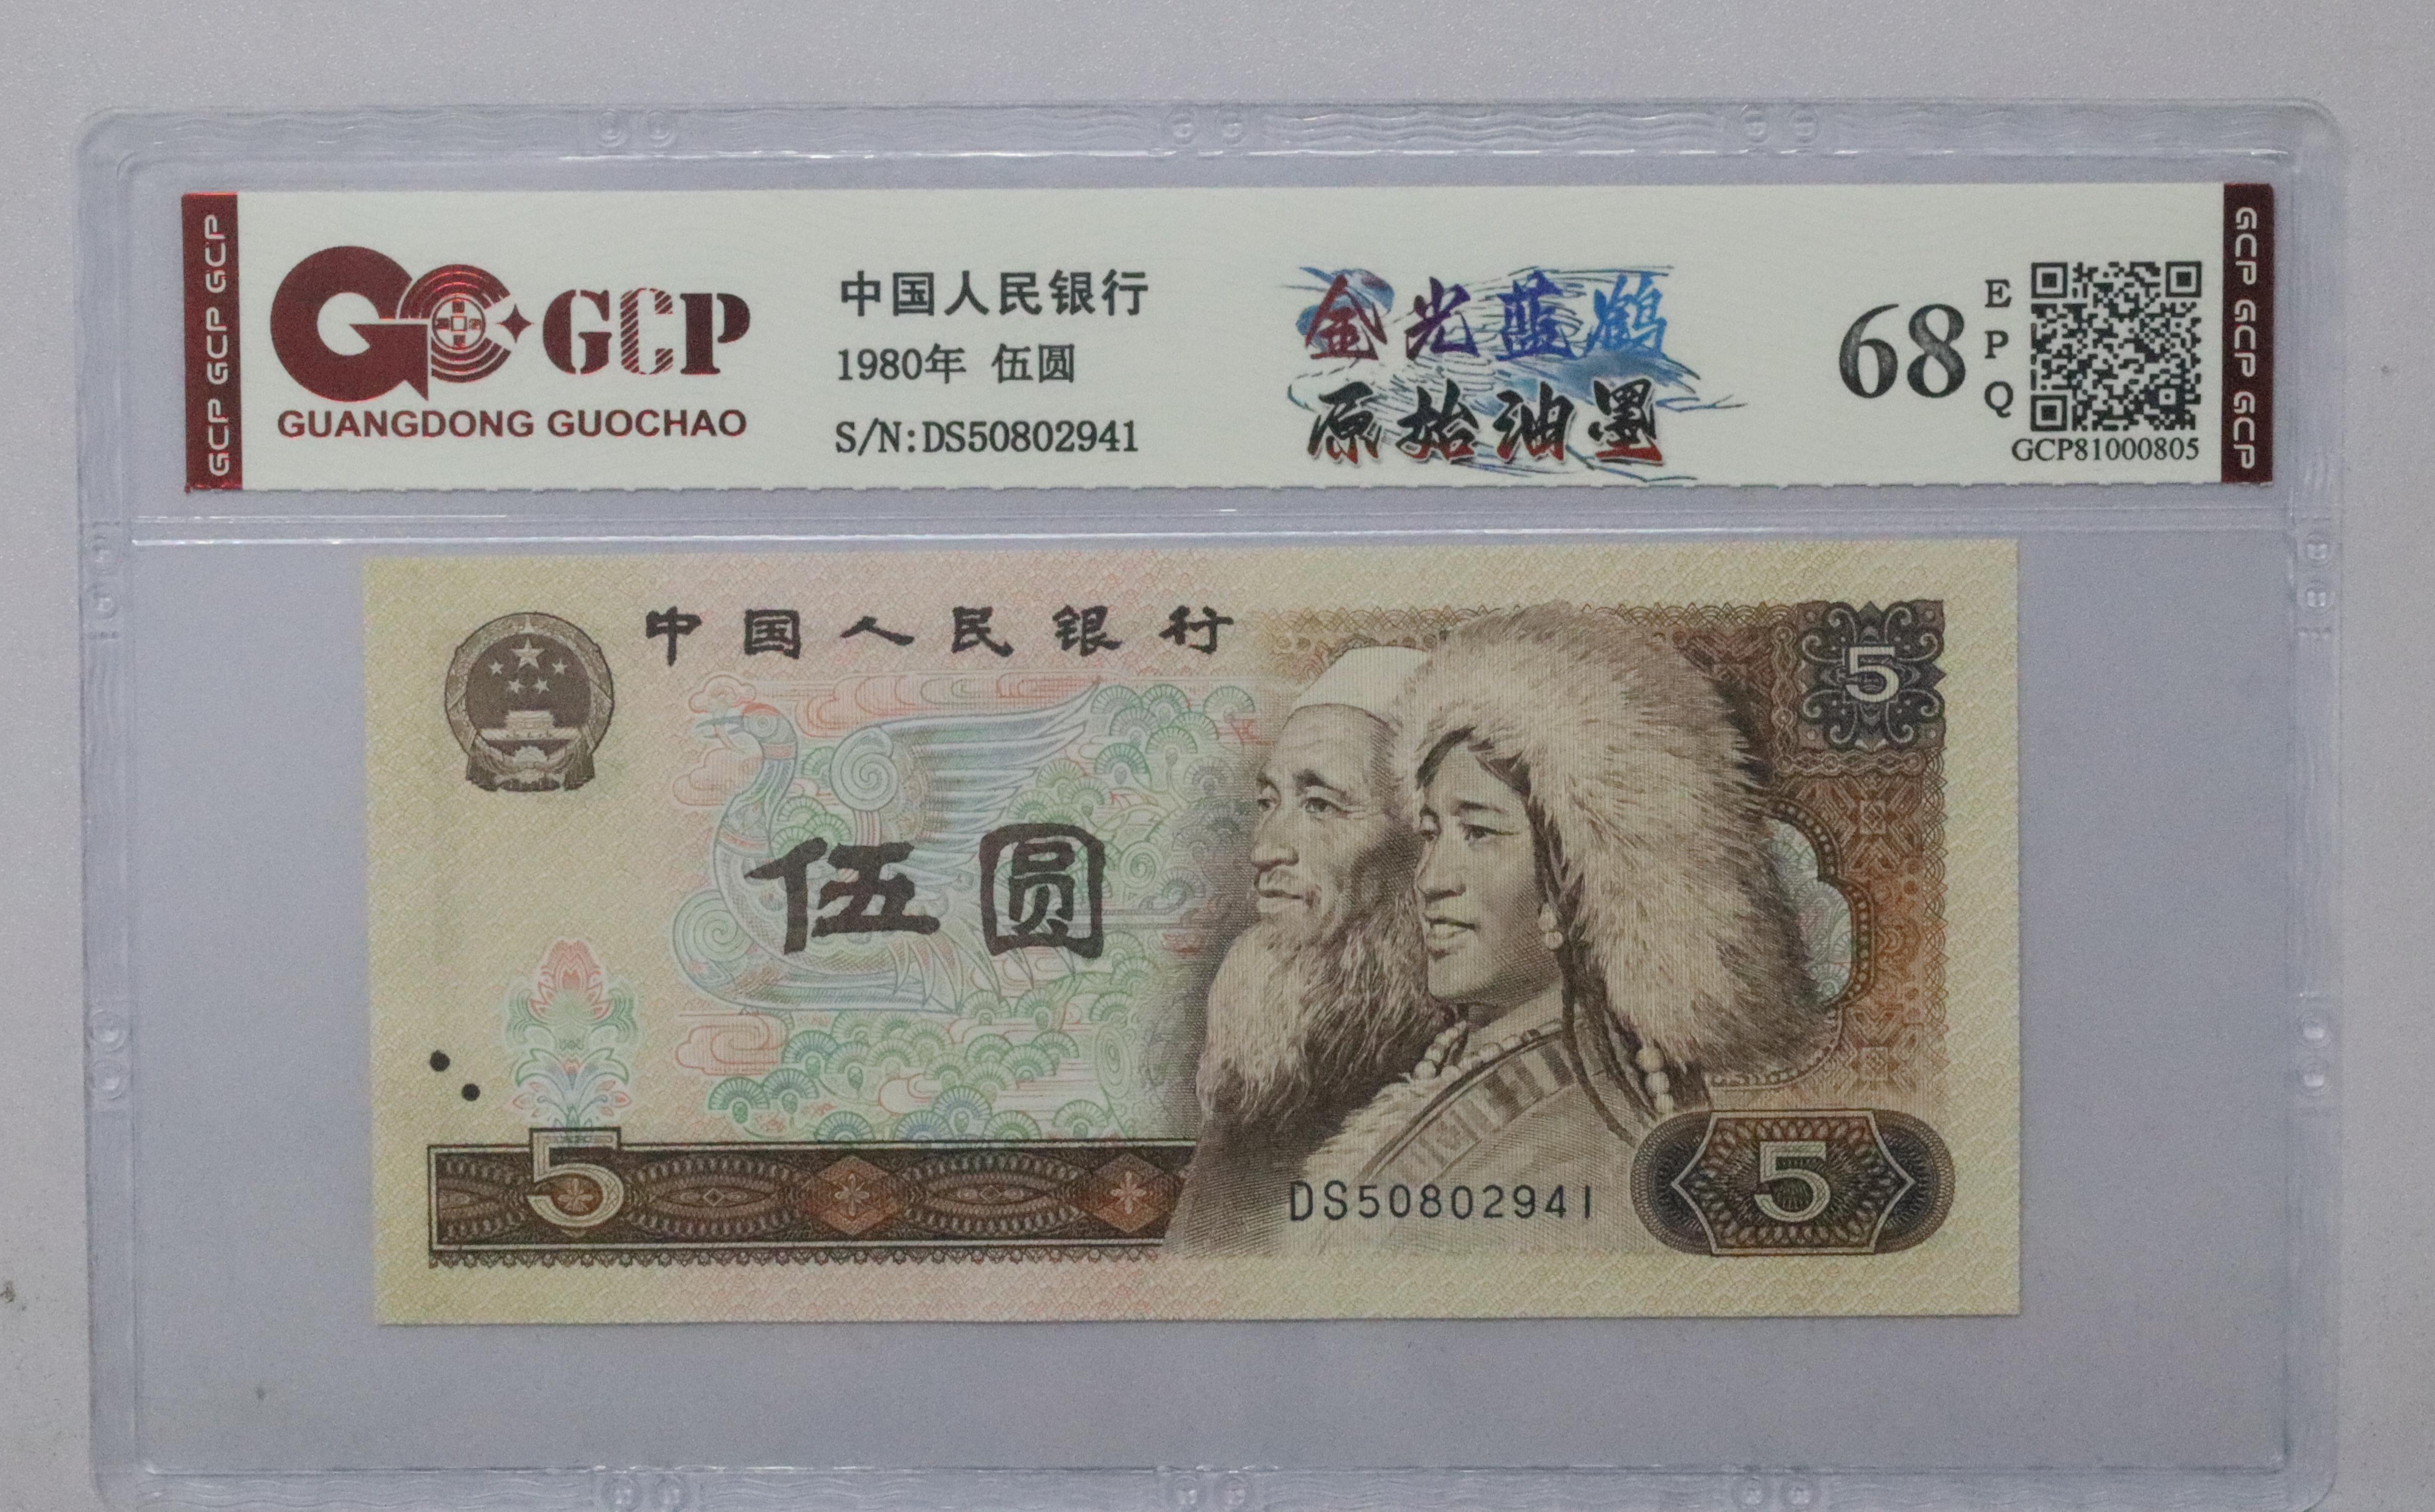 GCP GCP GCP
GCP
GUANGDONG GUOCHAO
中国人民银行
1980年 伍圆
S/N:DS50802941
金光蓝鹤
原始油墨
68
EPQ
GCP81000805
GCP GCP GCP
中国人民银行
5
伍圆
5
DS50802941
5